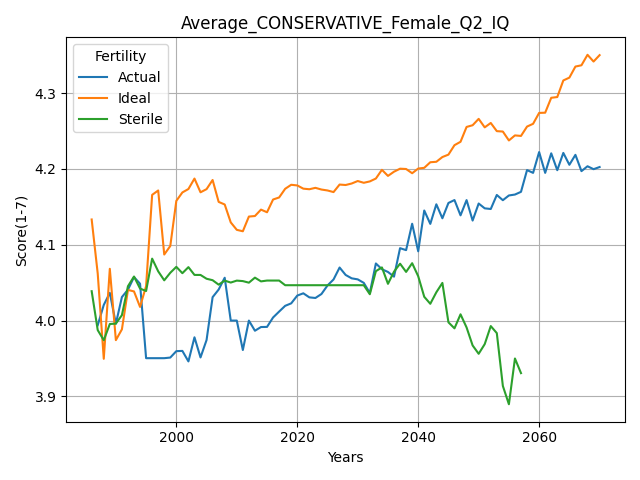 Average_CONSERVATIVE_Female_Q2_IQ
Fertility
Actual
Ideal
Sterile
Score(1-7)
4.3
4.2
4.1
4.0
3.9
2000
2020
2040
2060
Years